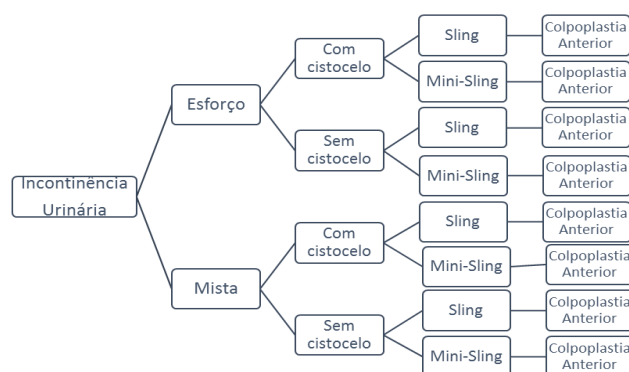 Incontinência
Urinária
Esforço
Com
cistocelo
Sling
Colpoplastia
Anterior
Mini-Sling
Colpoplastia
Anterior
Sem
cistocelo
Sling
Colpoplastia
Anterior
Mini-Sling
Colpoplastia
Anterior
Mista
Com
cistocelo
Sling
Colpoplastia
Anterior
Mini-Sling
Colpoplastia
Anterior
Sem
cistocelo
Sling
Colpoplastia
Anterior
Mini-Sling
Colpoplastia
Anterior